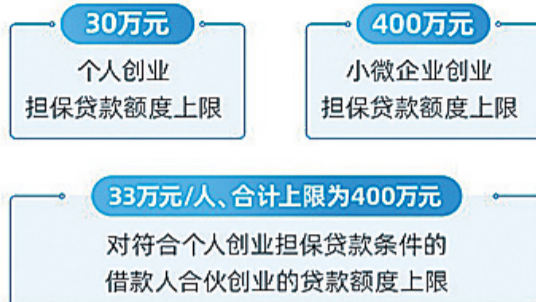 30万元
个人创业
担保贷款额度上限
400万元
小微企业创业
担保贷款额度上限
33万元/人、合计上限为400万元
对符合个人创业担保贷款条件的
借款人合伙创业的贷款额度上限